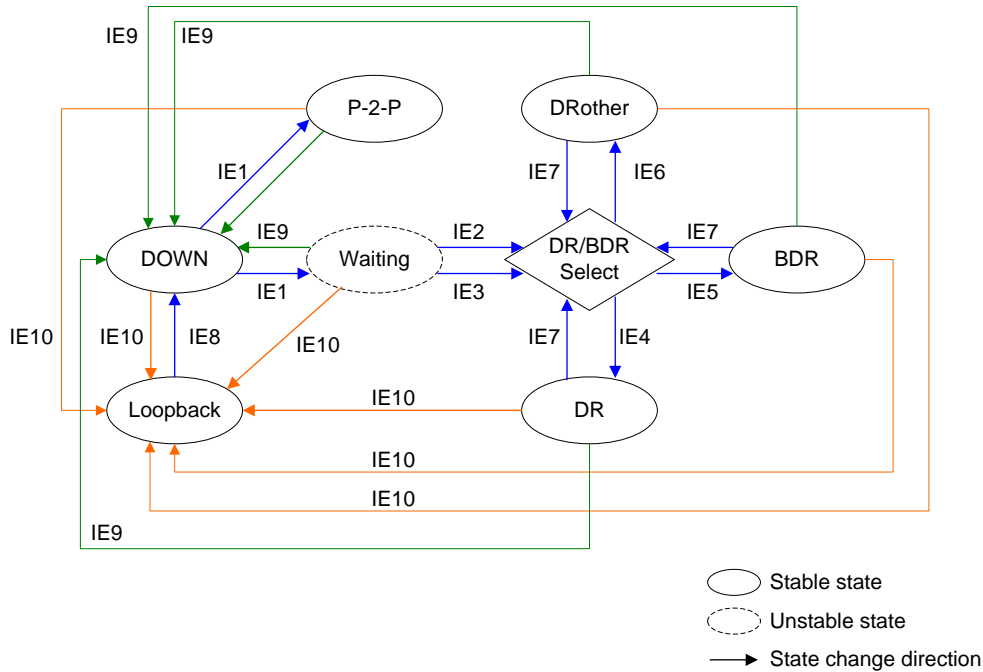 IE9
IE9
P-2-P
DRother
IE1
IE7
IE6
DOWN
IE9
Waiting
IE2
DR/BDR
Select
IE7
BDR
IE1
IE3
IE5
IE10
IE10
IE8
IE10
IE7
IE4
Loopback
IE10
DR
IE10
IE10
IE9
Stable state
Unstable state
State change direction